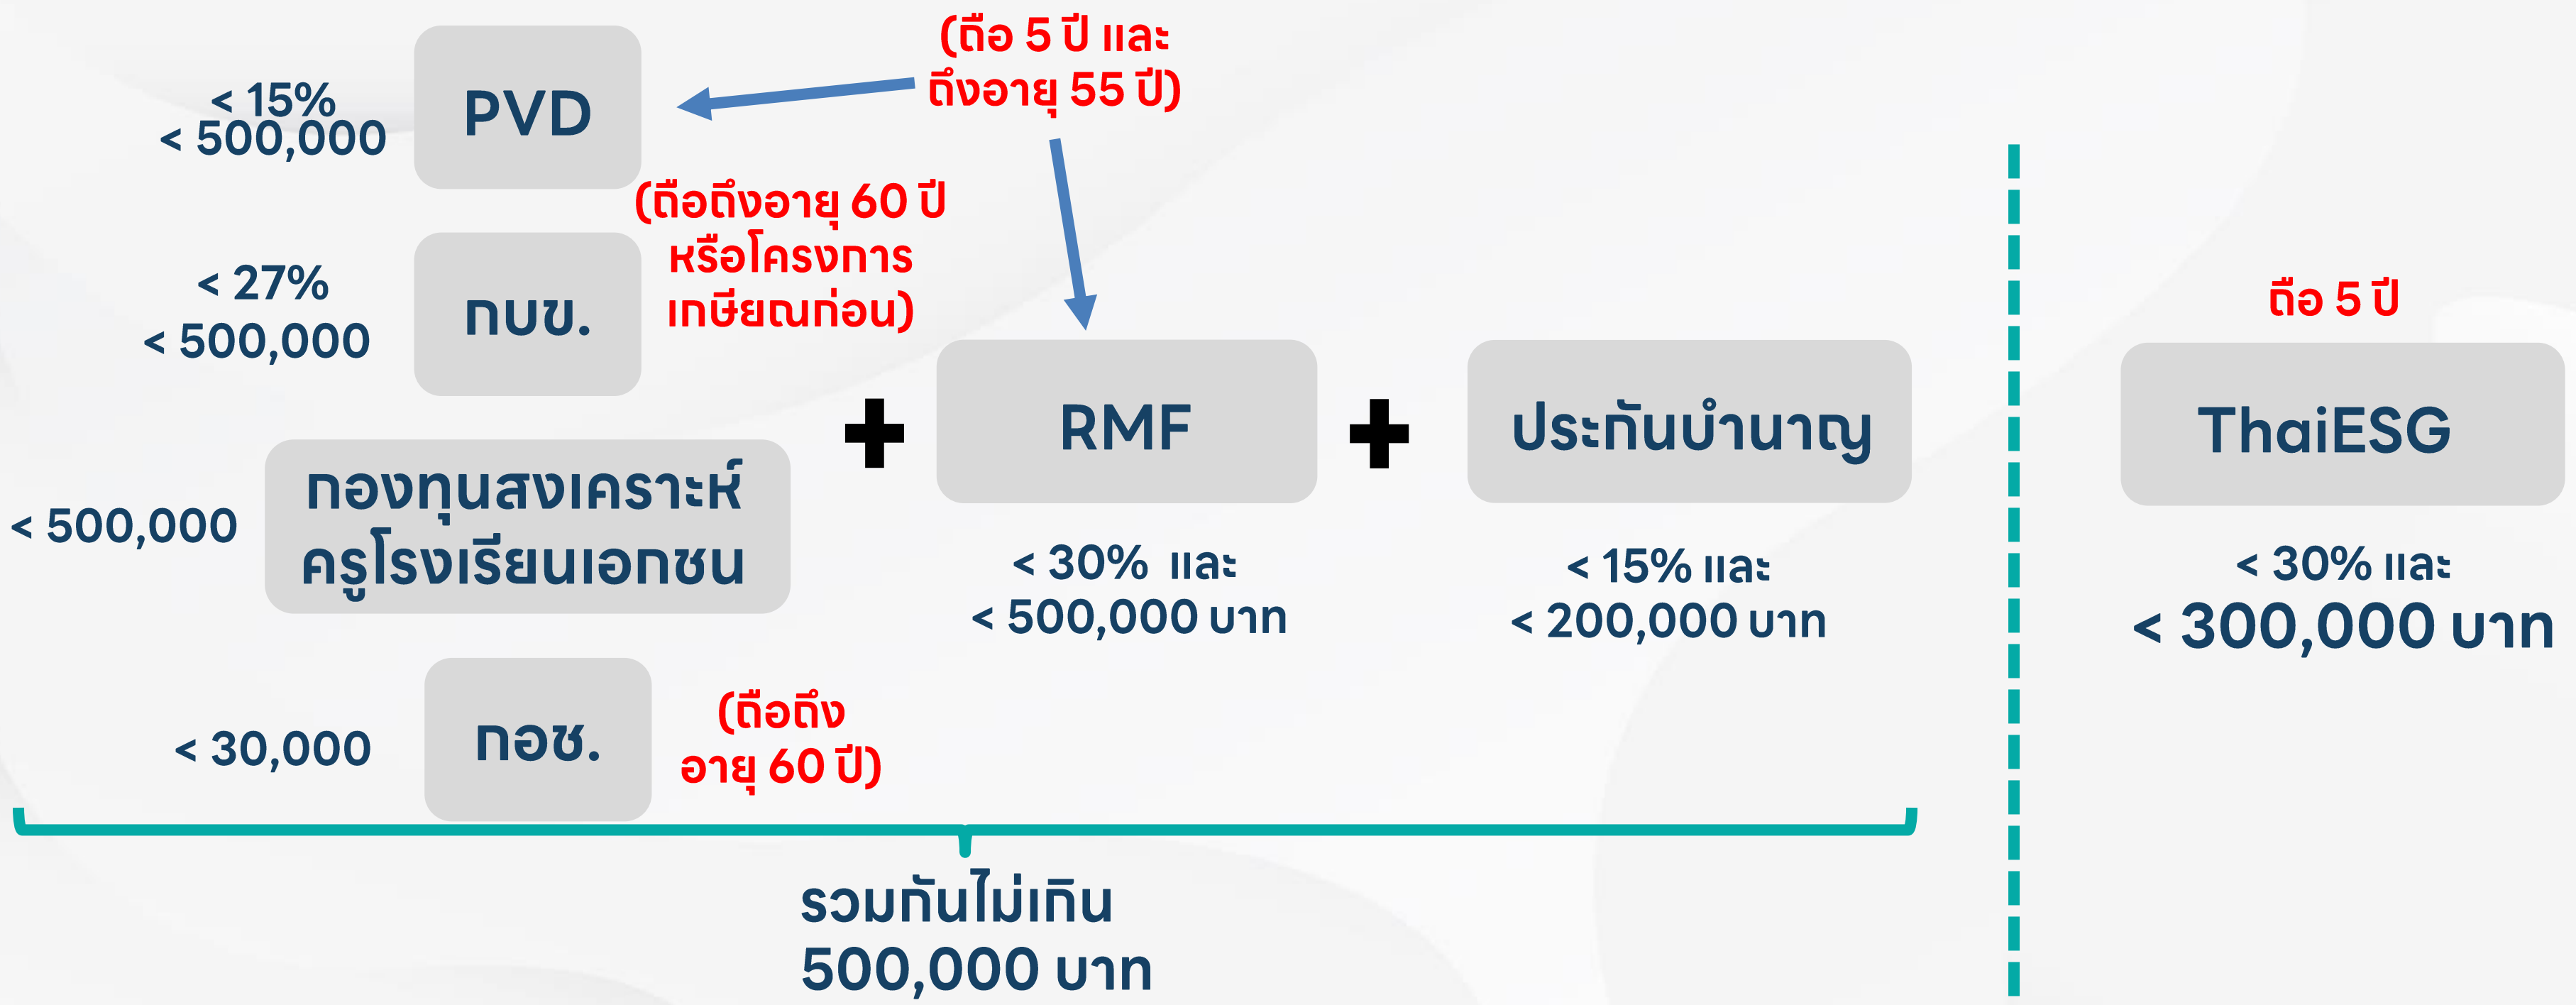 < 15%
< 500,000
PVD
(ถือ 5 ปี และ
ถึงอายุ 55 ปี)
< 27%
< 500,000
กบข.
(ถือถึงอายุ 60 ปี
หรือโครงการ
เกษียณก่อน)
< 500,000
กองทุนสงเคราะห์
ครูโรงเรียนเอกชน
< 30,000
กอช.
(ถือถึง
อายุ 60 ปี)
+
RMF
< 30% และ
< 500,000 บาท
+
ประกันบำนาญ
< 15% และ
< 200,000 บาท
รวมกันไม่เกิน
500,000 บาท
ถือ 5 ปี
ThaiESG
< 30% และ
< 300,000 บาท